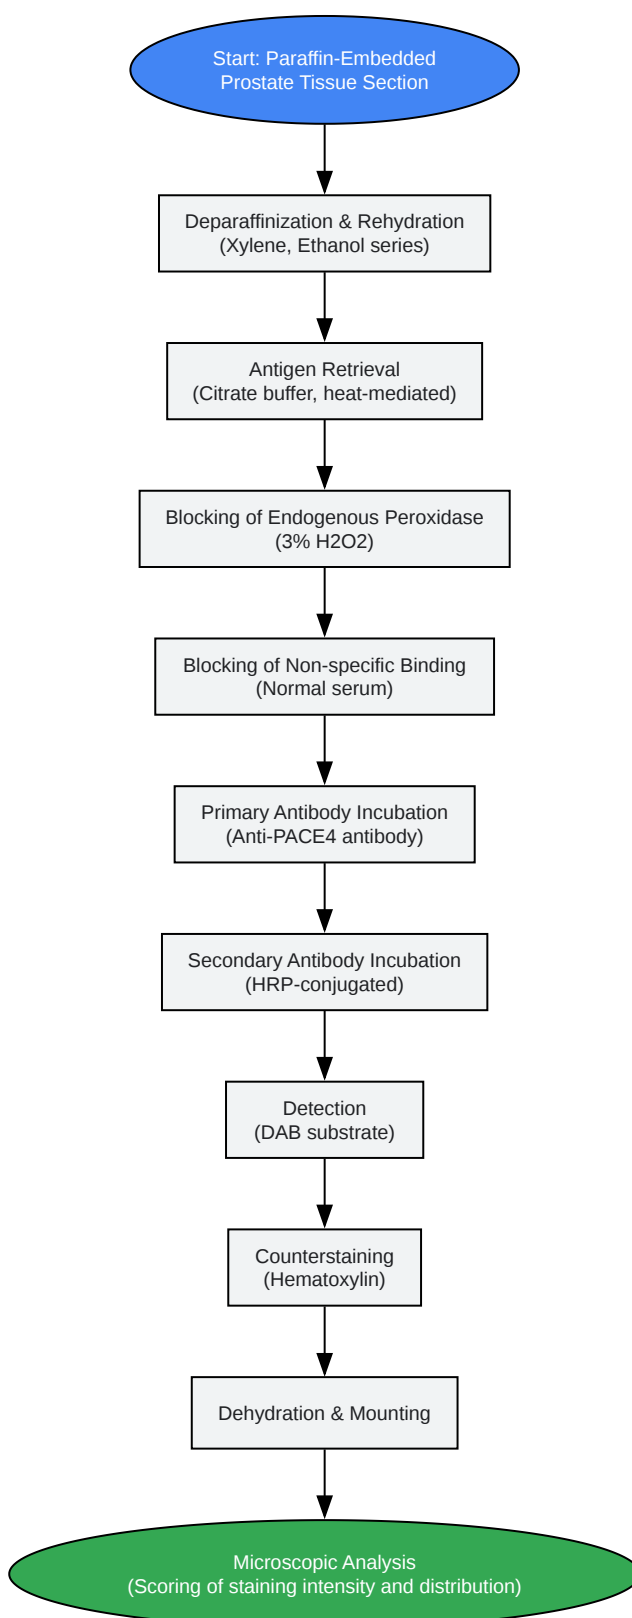 Start: Paraffin-Embedded
Prostate Tissue Section
Deparaffinization & Rehydration
(Xylene, Ethanol series)
Antigen Retrieval
(Citrate buffer, heat-mediated)
Blocking of Endogenous Peroxidase
(3% H2O2)
Blocking of Non-specific Binding
(Normal serum)
Primary Antibody Incubation
(Anti-PACE4 antibody)
Secondary Antibody Incubation
(HRP-conjugated)
Detection
(DAB substrate)
Counterstaining
(Hematoxylin)
Dehydration & Mounting
Microscopic Analysis
(Scoring of staining intensity and distribution)